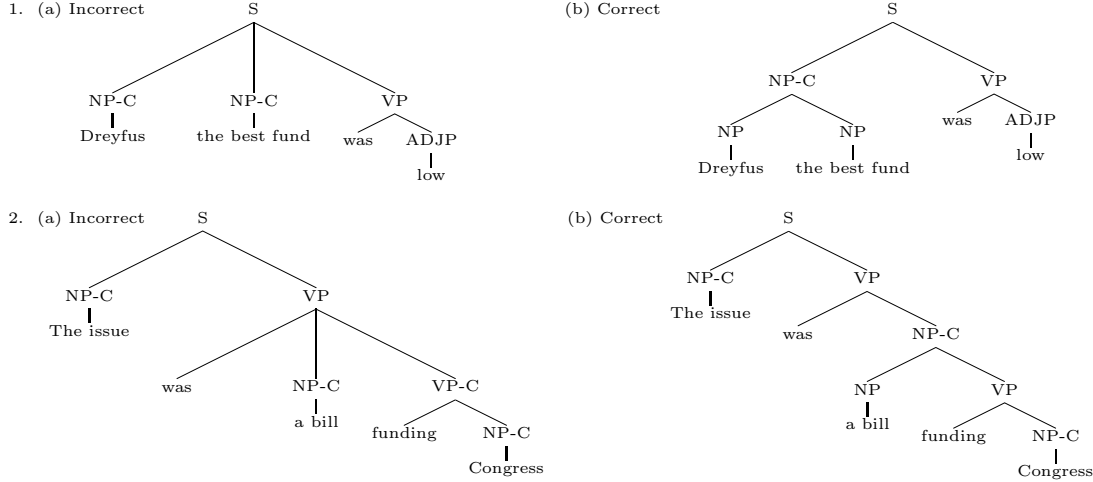 1. (a) Incorrect S (b) Correct S
NP-C VP
NP-C NP-C VP
Dreyfus the best fund was ADJP NP NP was ADJP
low Dreyfus the best fund low
2. (a) Incorrect S (b) Correct S
NP-C VP
NP-C VP
The issue The issue
was NP-C
was NP-C VP-C NP VP
a bill funding NP-C a bill funding NP-C
Congress Congress